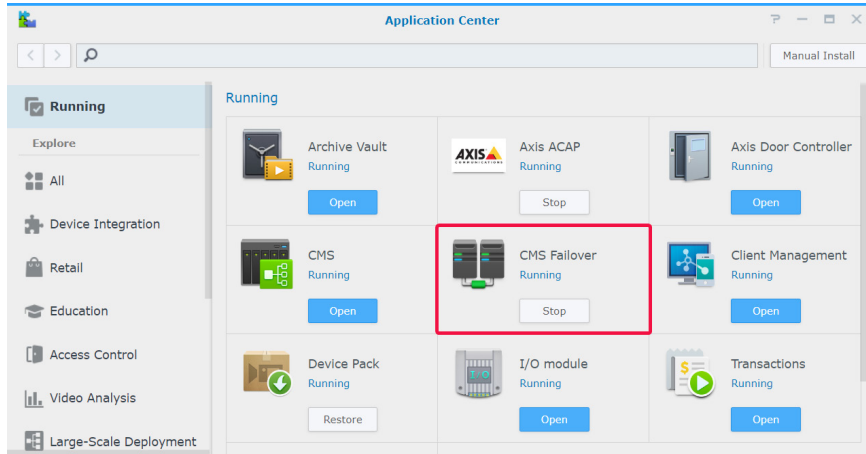 Application Center
Manual Install
Running
Explore
All
Device Integration
Retail
Education
Access Control
Video Analysis
Large-Scale Deployment
Running
Archive Vault
Running
Open
AXIS
COMMUNICATIONS
Axis ACAP
Running
Stop
Axis Door Controller
Running
Open
CMS
Running
Open
CMS Failover
Running
Stop
Client Management
Running
Open
Device Pack
Running
Restore
I/O
I/O module
Running
Open
$
Transactions
Running
Open